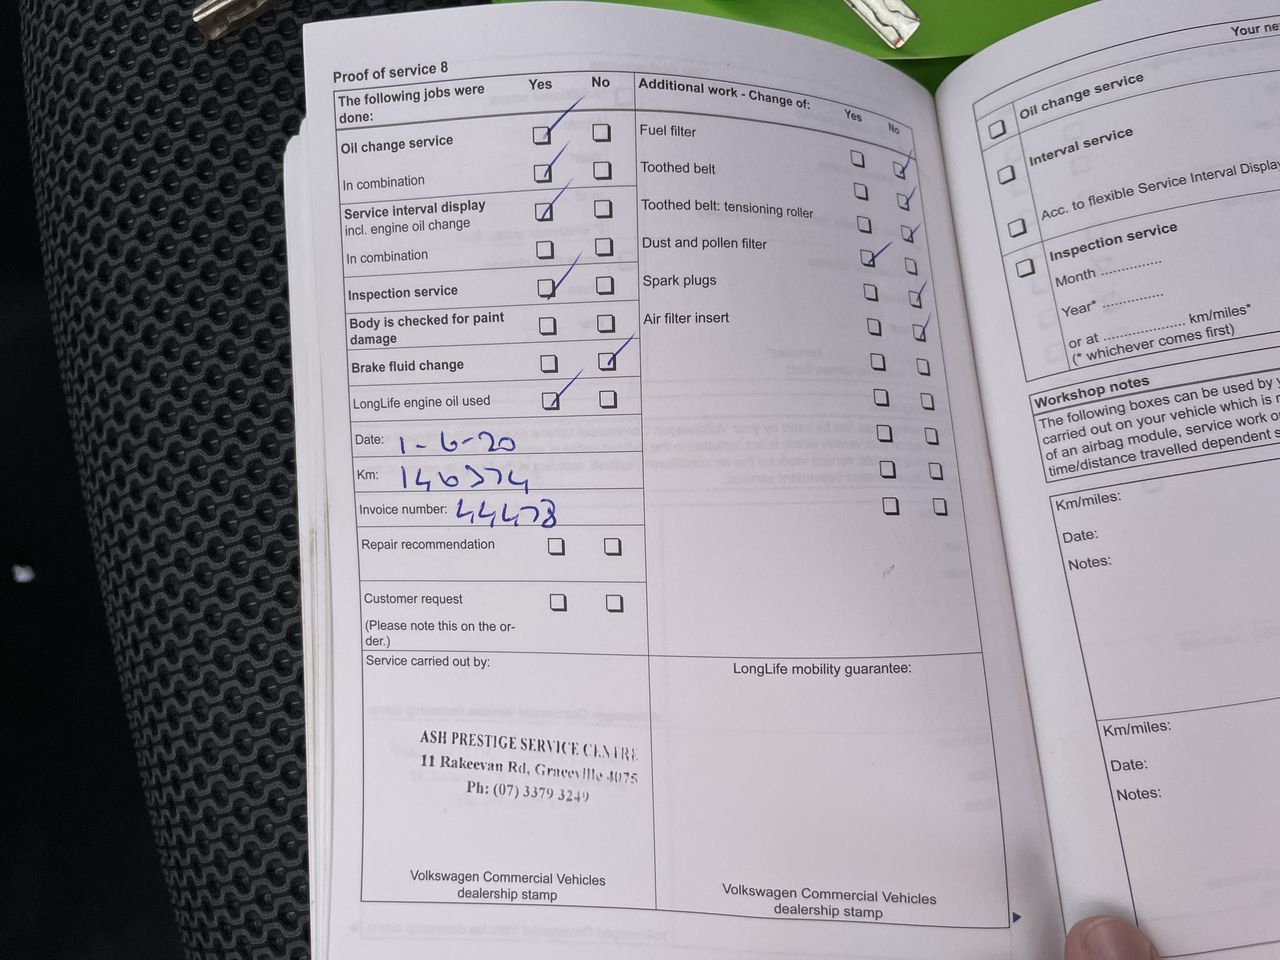 Proof of service 8
The following jobs were
done:
Yes
No
Oil change service
In combination
Service interval display
incl. engine oil change
In combination
Inspection service
Body is checked for paint
damage
Brake fluid change
LongLife engine oil used
Date: 1-6-20
Km: 146374
Invoice number: 44478
Repair recommendation
Customer request
(Please note this on the or-
der.)
Service carried out by:
ASH PRESTIGE SERVICE CENTRE
11 Rakeevan Rd, Graceville 4075
Ph: (07) 3379 3249
Volkswagen Commercial Vehicles
dealership stamp
Additional work - Change of:
Yes
No
Fuel filter
Toothed belt
Toothed belt: tensioning roller
Dust and pollen filter
Spark plugs
Air filter insert
LongLife mobility guarantee:
Volkswagen Commercial Vehicles
dealership stamp
Your ne
Oil change service
Interval service
Acc. to flexible Service Interval Display
Inspection service
Month ..............
Year* ..............
or at .................... km/miles*
(* whichever comes first)
Workshop notes
The following boxes can be used by y
carried out on your vehicle which is n
of an airbag module, service work o
time/distance travelled dependent s
Km/miles:
Date:
Notes:
Km/miles:
Date:
Notes: